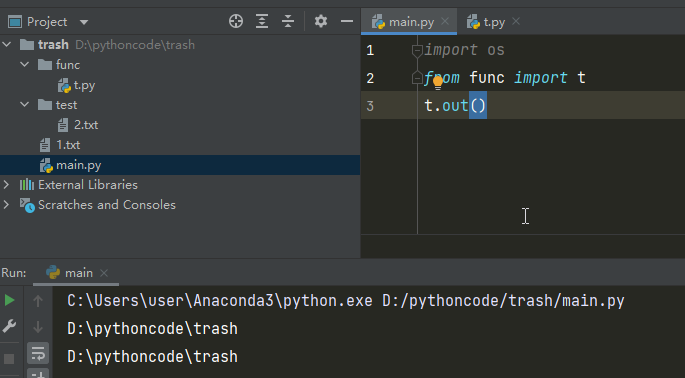 Project
trash D:\pythoncode\trash
func
t.py
test
2.txt
1.txt
main.py
External Libraries
Scratches and Consoles
main.py
t.py
1 import os
2 from func import t
3 t.out()
Run: main
C:\Users\user\Anaconda3\python.exe D:/pythoncode/trash/main.py
D:\pythoncode\trash
D:\pythoncode\trash